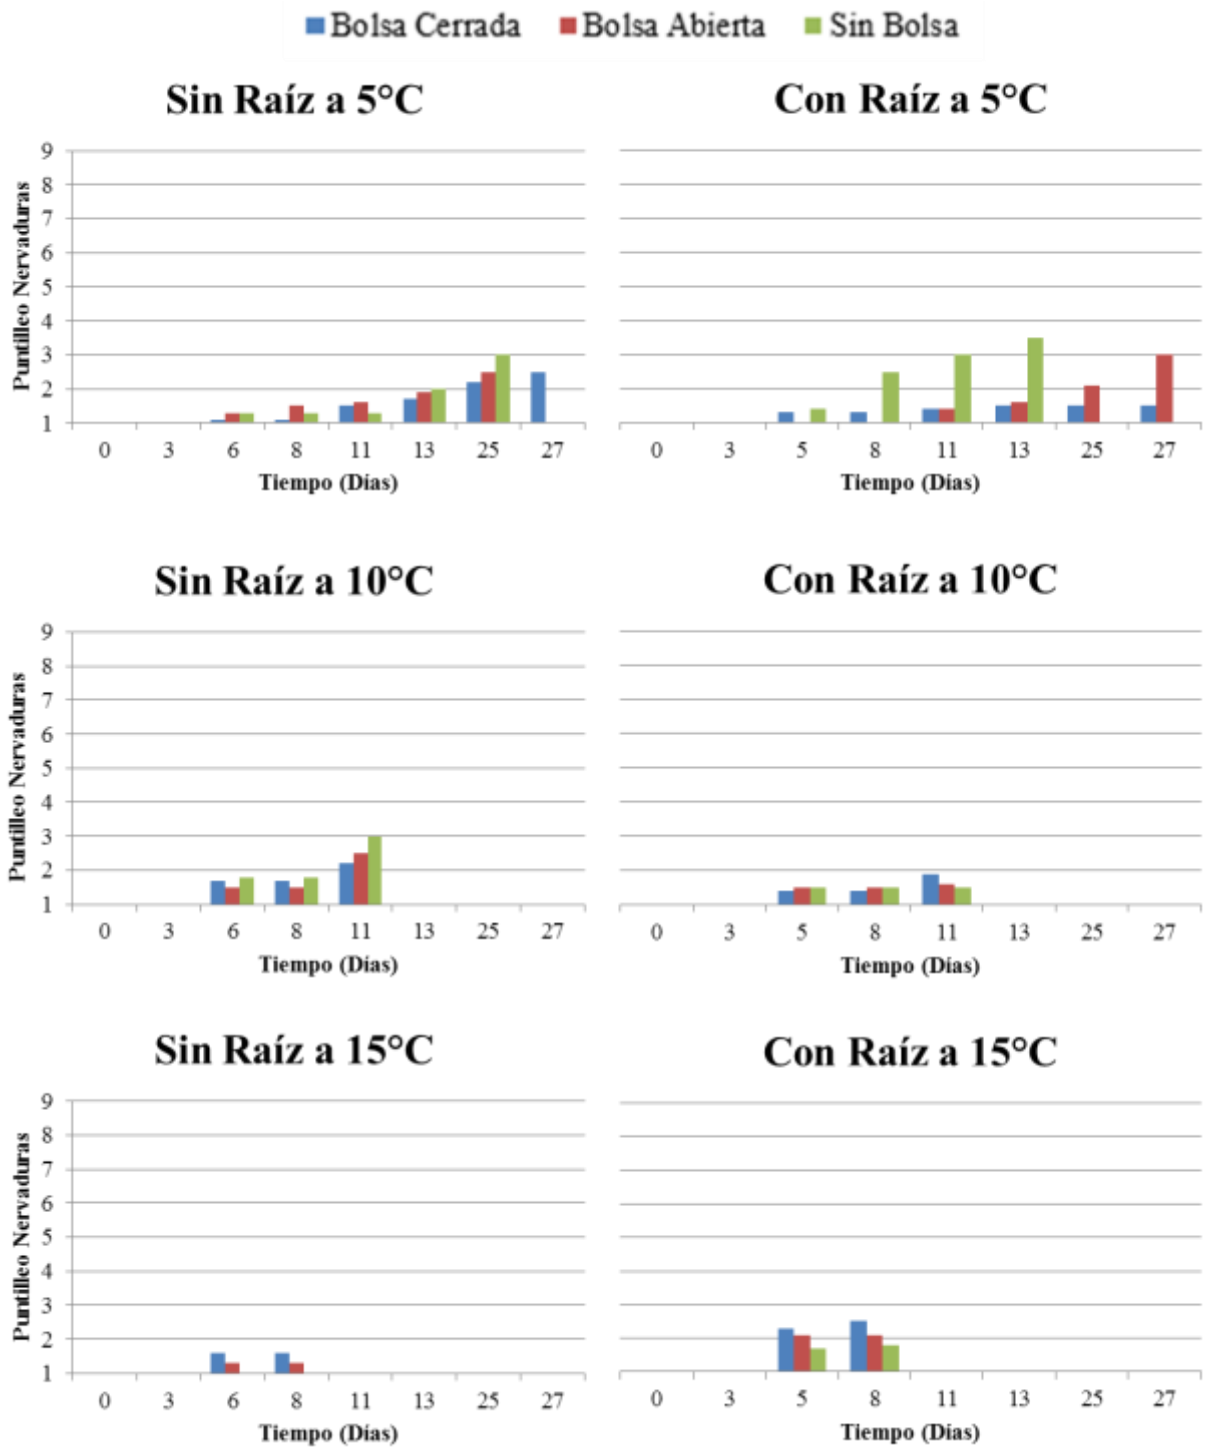 Bolsa Cerrada Bolsa Abierta Sin Bolsa
Sin Raíz a 5°C
Puntilleo Nervaduras
9
8
7
6
5
4
3
2
1
0 3 6 8 11 13 25 27
Tiempo (Días)
Con Raíz a 5°C
0 3 5 8 11 13 25 27
Tiempo (Días)
Sin Raíz a 10°C
Puntilleo Nervaduras
9
8
7
6
5
4
3
2
1
0 3 6 8 11 13 25 27
Tiempo (Días)
Con Raíz a 10°C
0 3 5 8 11 13 25 27
Tiempo (Días)
Sin Raíz a 15°C
Puntilleo Nervaduras
9
8
7
6
5
4
3
2
1
0 3 6 8 11 13 25 27
Tiempo (Días)
Con Raíz a 15°C
0 3 5 8 11 13 25 27
Tiempo (Días)